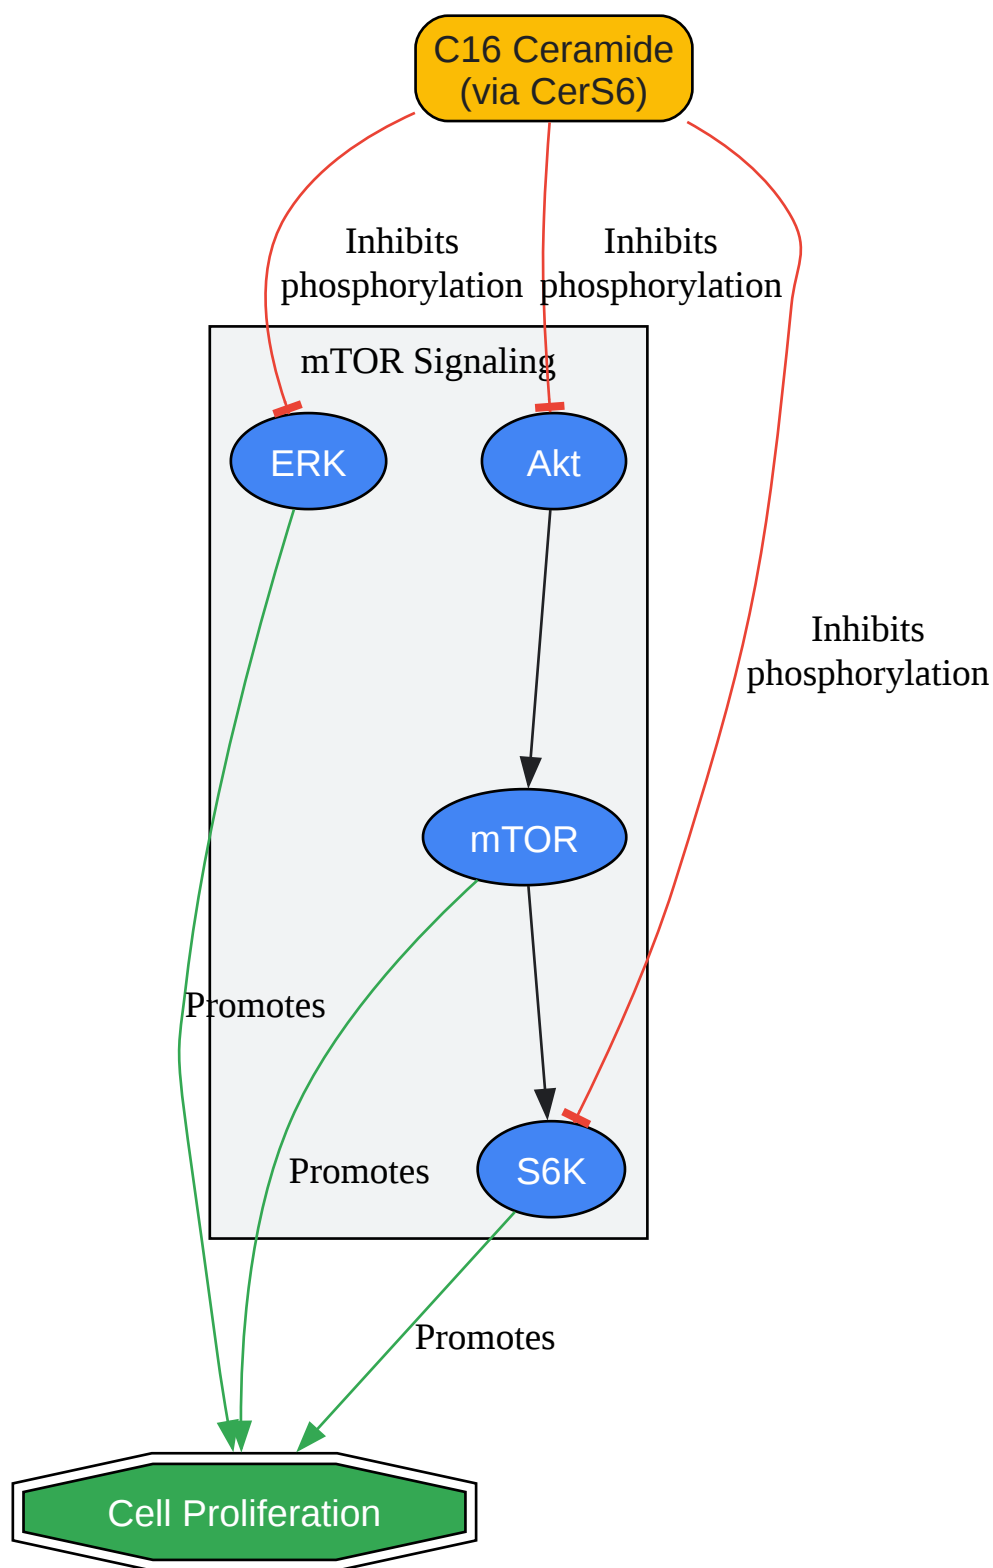 C16 Ceramide
(via CerS6)
Inhibits
phosphorylation
Inhibits
phosphorylation
mTOR Signaling
ERK
Akt
Inhibits
phosphorylation
mTOR
Promotes
Promotes
S6K
Promotes
Cell Proliferation